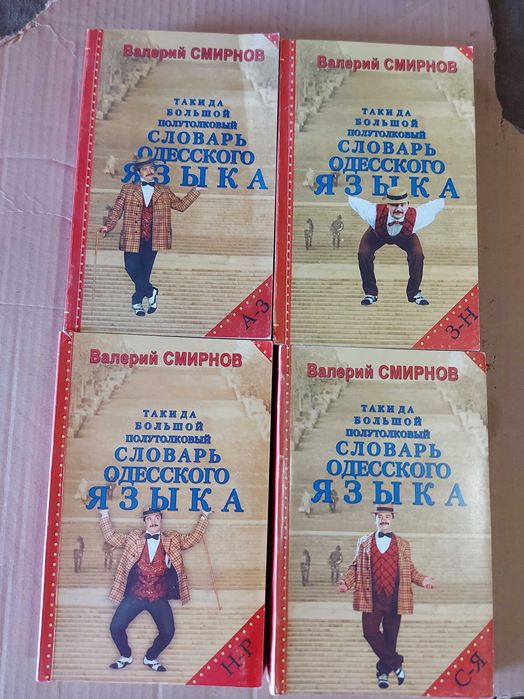 Валерий СМИРНОВ
ТАКИ ДА
БОЛЬШОЙ
ПОЛУТОЛКОВЫЙ
СЛОВАРЬ
ОДЕССКОГО
ЯЗЫКА
А-З
Валерий СМИРНОВ
ТАКИ ДА
БОЛЬШОЙ
ПОЛУТОЛКОВЫЙ
СЛОВАРЬ
ОДЕССКОГО
ЯЗЫКА
З-Н
Валерий СМИРНОВ
ТАКИ ДА
БОЛЬШОЙ
ПОЛУТОЛКОВЫЙ
СЛОВАРЬ
ОДЕССКОГО
ЯЗЫКА
Н-Р
Валерий СМИРНОВ
ТАКИ ДА
БОЛЬШОЙ
ПОЛУТОЛКОВЫЙ
СЛОВАРЬ
ОДЕССКОГО
ЯЗЫКА
С-Я